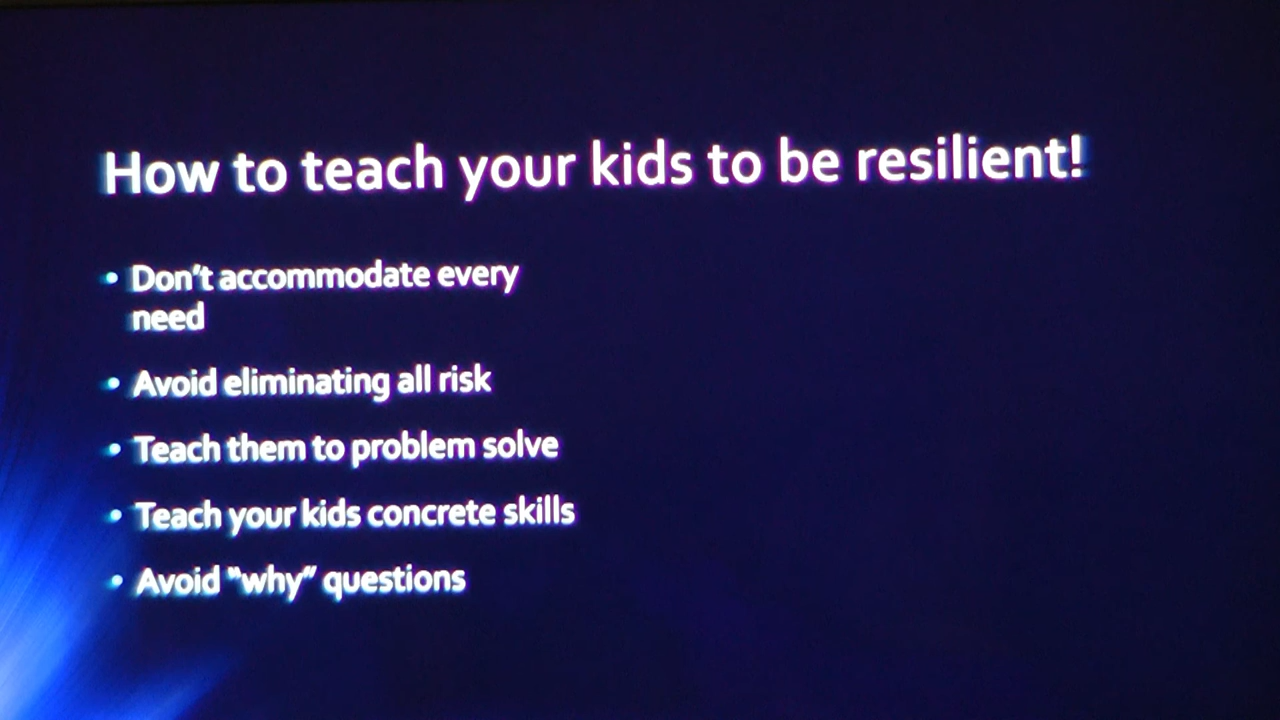 How to teach your kids to be resilient!
• Don't accommodate every
need
• Avoid eliminating all risk
• Teach them to problem solve
• Teach your kids concrete skills
• Avoid "why" questions